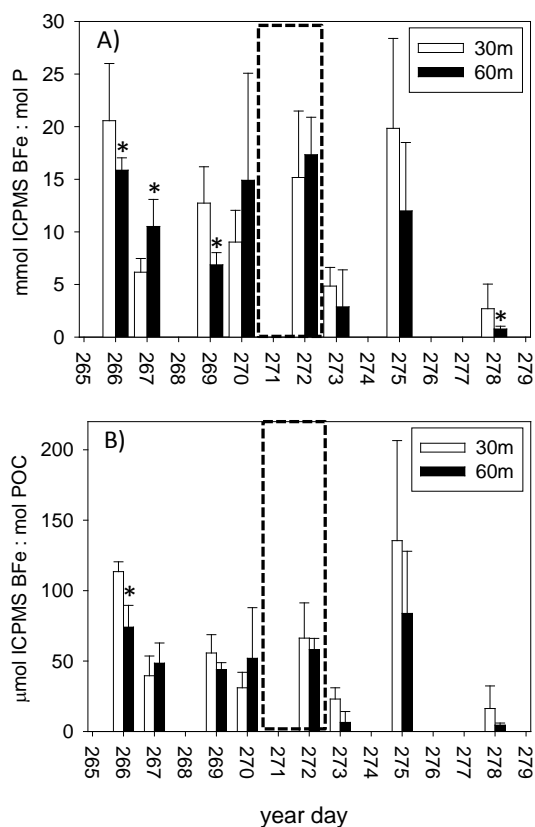 A)
30m
60m
mmol ICPMS BFe : mol P
30
25
20
15
10
5
0
* * * *
265 266 267 268 269 270 271 272 273 274 275 276 277 278 279
B)
30m
60m
µmol ICPMS BFe : mol POC
200
150
100
50
0
*
265 266 267 268 269 270 271 272 273 274 275 276 277 278 279
year day